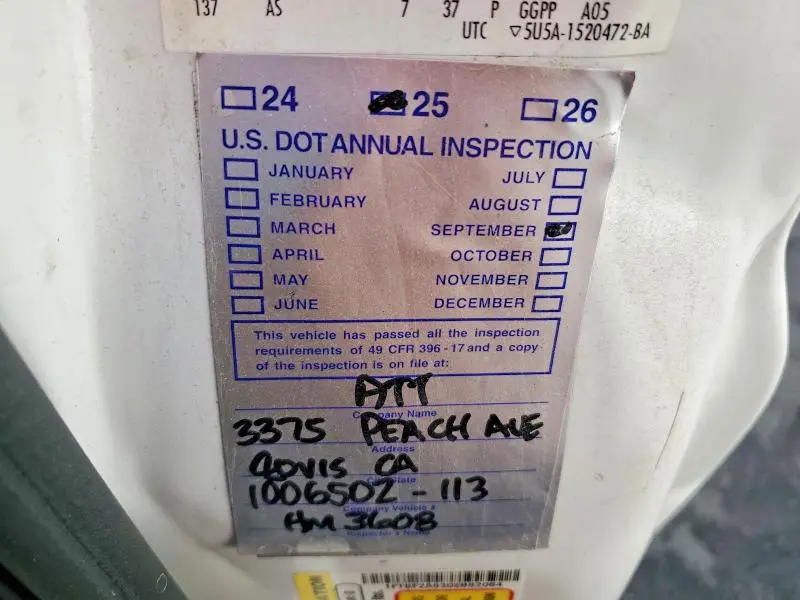 137 AS 7 37 P GGPP A05
UTC ▽5U5A-1520472-BA
24 25 26
U.S. DOT ANNUAL INSPECTION
JANUARY JULY
FEBRUARY AUGUST
MARCH SEPTEMBER
APRIL OCTOBER
MAY NOVEMBER
JUNE DECEMBER
This vehicle has passed all the inspection
requirements of 49 CFR 396-17 and a copy
of the inspection is on file at:
ATT
Company Name
3375 PEACH AVE
Address
CLOVIS CA
City/State
1006502-113
Company Vehicle #
HM3608
Inspector's Name